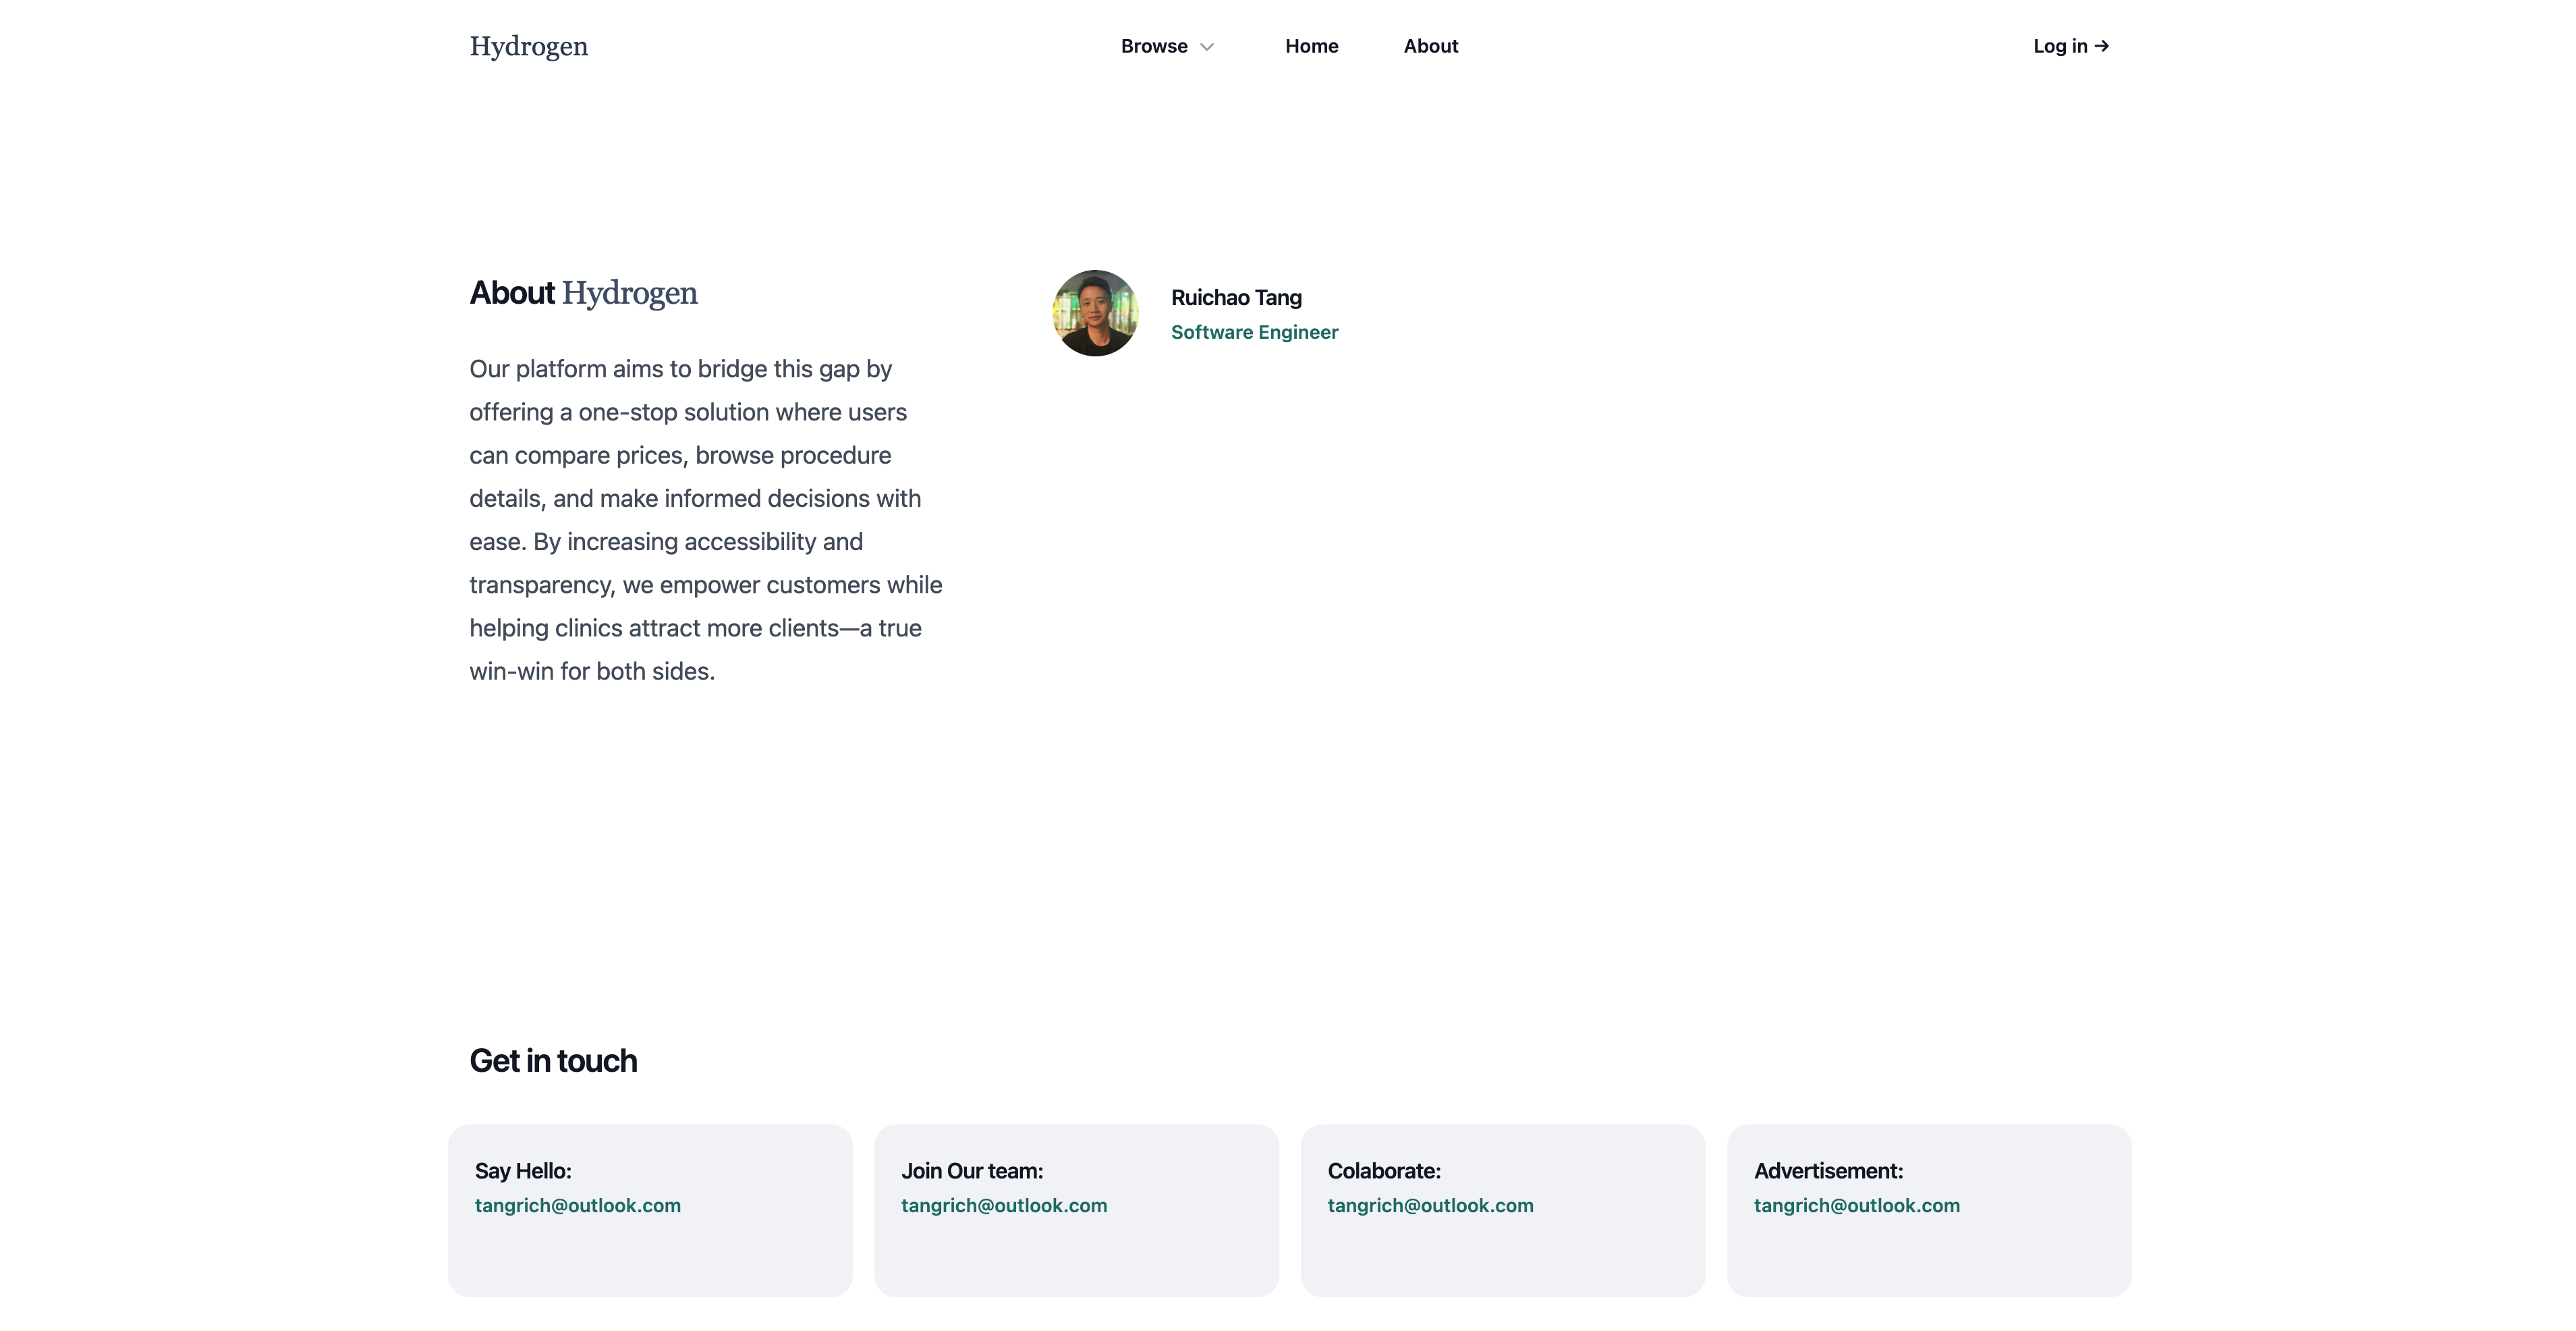 Hydrogen
Browse
Home
About
Log in →
About Hydrogen
Our platform aims to bridge this gap by
offering a one-stop solution where users
can compare prices, browse procedure
details, and make informed decisions with
ease. By increasing accessibility and
transparency, we empower customers while
helping clinics attract more clients—a true
win-win for both sides.
Ruichao Tang
Software Engineer
Get in touch
Say Hello:
tangrich@outlook.com
Join Our team:
tangrich@outlook.com
Colaborate:
tangrich@outlook.com
Advertisement:
tangrich@outlook.com